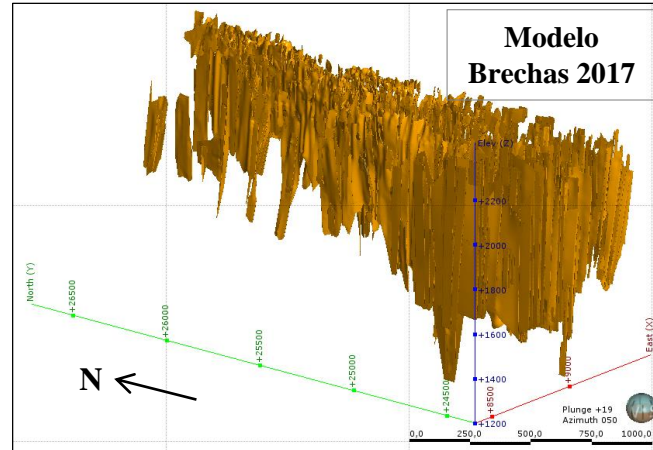 Modelo
Brechas 2017
Elev (Z)
+2200
+2000
+1800
+1600
+1400
+1200
North (Y)
+26500
+26000
+25500
+25000
+24500
East (X)
+9000
+8500
N
Plunge +19
Azimuth 050
0,0 250,0 500,0 750,0 1000,0